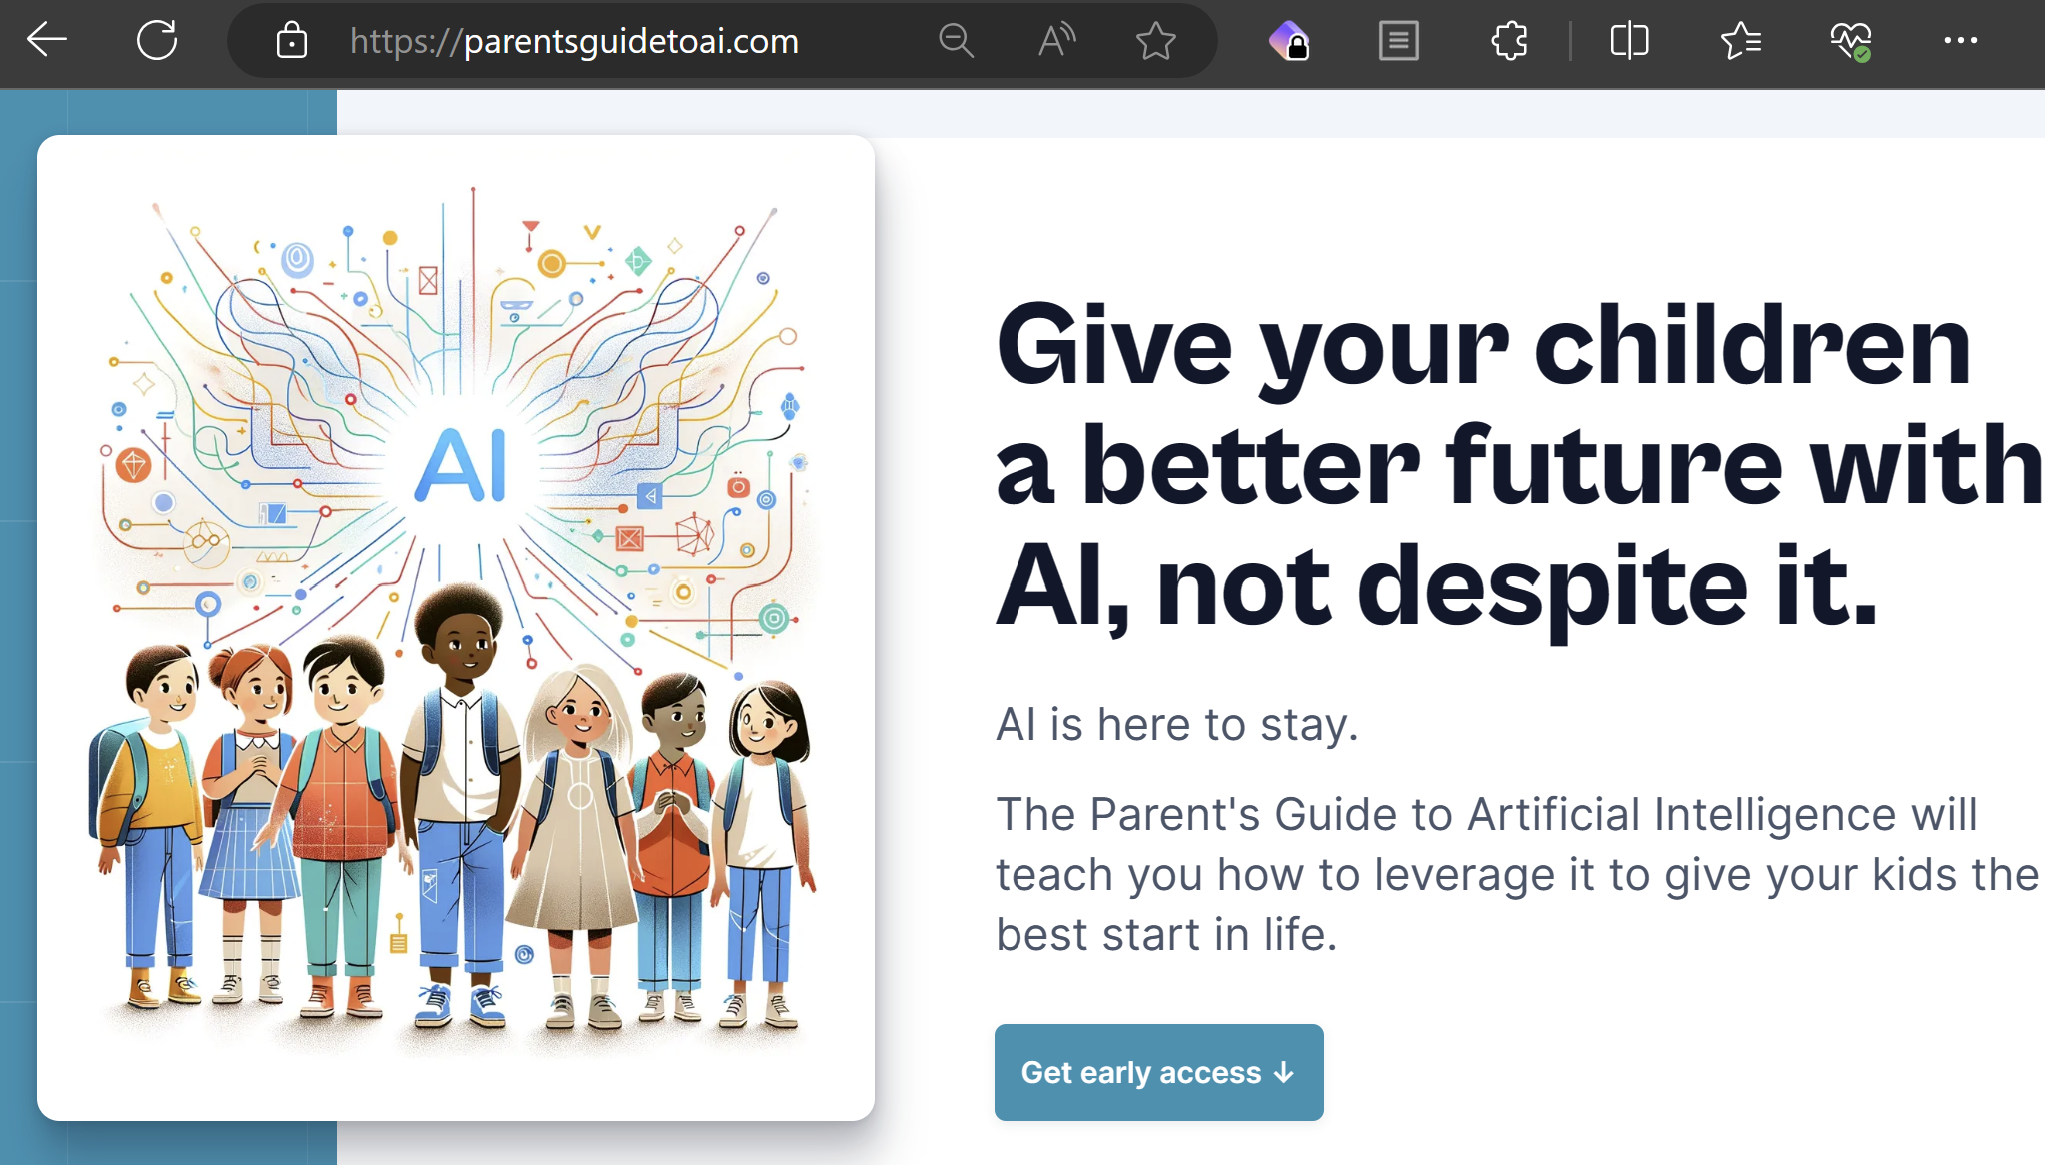 https://parentsguidetoai.com
AI
Give your children
a better future with
AI, not despite it.
AI is here to stay.
The Parent's Guide to Artificial Intelligence will
teach you how to leverage it to give your kids the
best start in life.
Get early access ↓